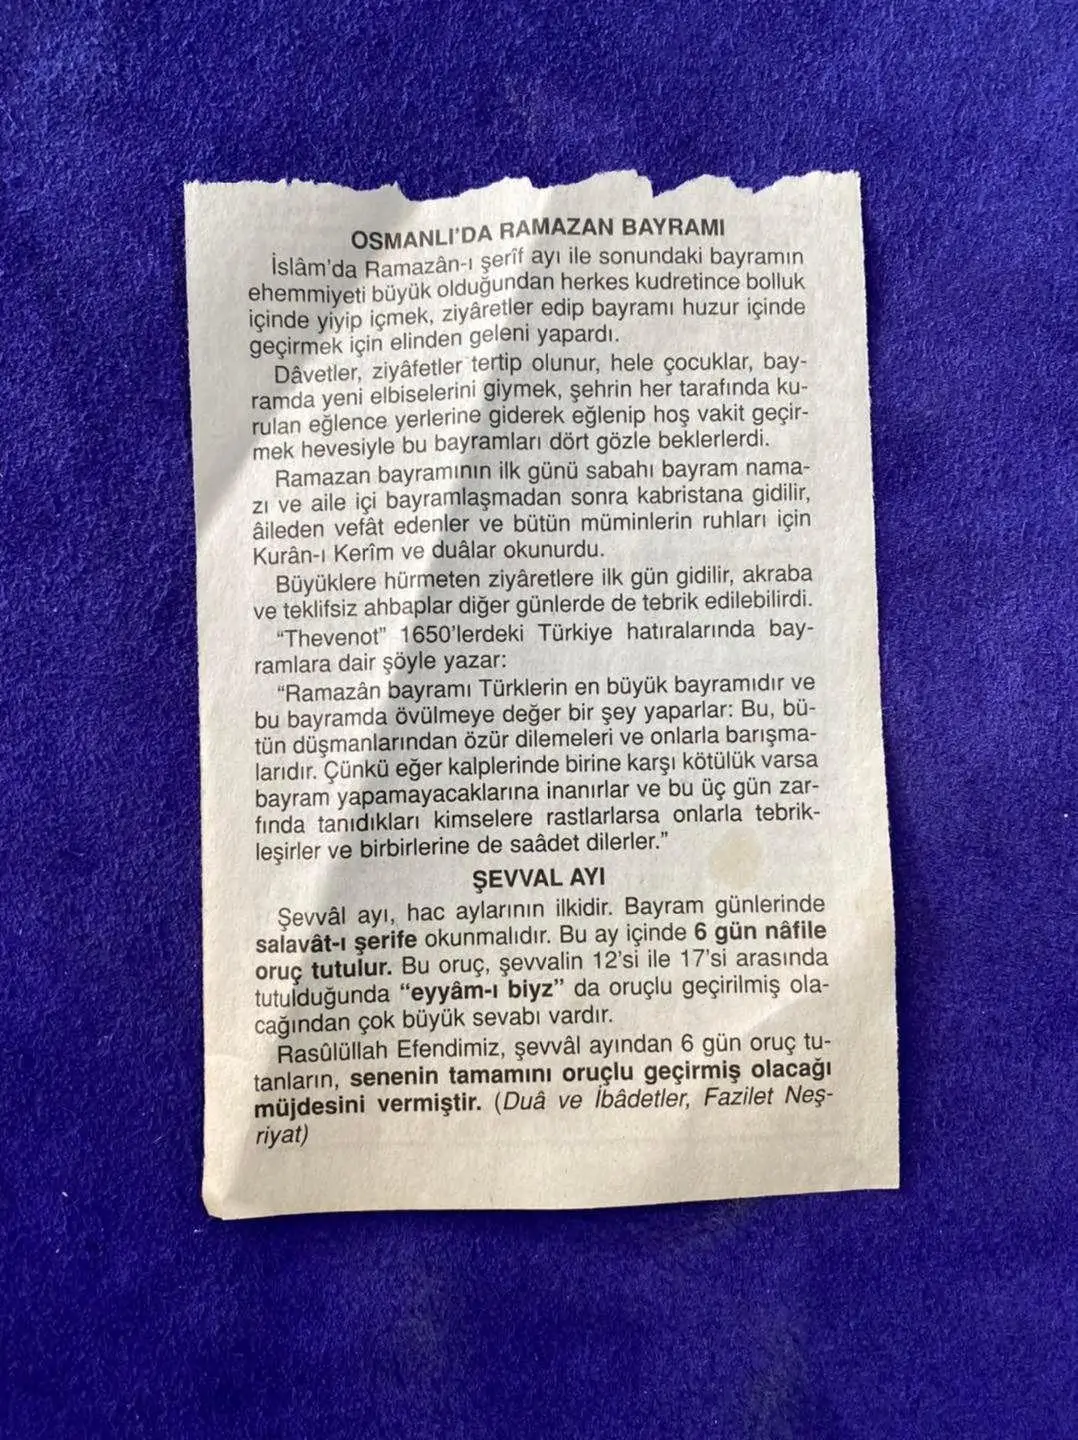 OSMANLI'DA RAMAZAN BAYRAMI
İslâm'da Ramazân-ı şerîf ayı ile sonundaki bayramın
ehemmiyeti büyük olduğundan herkes kudretince bolluk
içinde yiyip içmek, ziyâretler edip bayramı huzur içinde
geçirmek için elinden geleni yapardı.
Dâvetler, ziyâfetler tertip olunur, hele çocuklar, bay-
ramda yeni elbiselerini giymek, şehrin her tarafında ku-
rulan eğlence yerlerine giderek eğlenip hoş vakit geçir-
mek hevesiyle bu bayramları dört gözle beklerlerdi.
Ramazan bayramının ilk günü sabahı bayram nama-
zı ve aile içi bayramlaşmadan sonra kabristana gidilir,
âileden vefât edenler ve bütün müminlerin ruhları için
Kurân-ı Kerîm ve duâlar okunurdu.
Büyüklere hürmeten ziyâretlere ilk gün gidilir, akraba
ve teklifsiz ahbaplar diğer günlerde de tebrik edilebilirdi.
“Thevenot” 1650'lerdeki Türkiye hatıralarında bay-
ramlara dair şöyle yazar:
“Ramazân bayramı Türklerin en büyük bayramıdır ve
bu bayramda övülmeye değer bir şey yaparlar: Bu, bü-
tün düşmanlarından özür dilemeleri ve onlarla barışma-
larıdır. Çünkü eğer kalplerinde birine karşı kötülük varsa
bayram yapamayacaklarına inanırlar ve bu üç gün zar-
fında tanıdıkları kimselere rastlarlarsa onlarla tebrik-
leşirler ve birbirlerine de saâdet dilerler.”
ŞEVVAL AYI
Şevvâl ayı, hac aylarının ilkidir. Bayram günlerinde
salavât-ı şerife okunmalıdır. Bu ay içinde 6 gün nâfile
oruç tutulur. Bu oruç, şevvalin 12'si ile 17'si arasında
tutulduğunda “eyyâm-ı biyz” da oruçlu geçirilmiş ola-
cağından çok büyük sevabı vardır.
Rasûlüllah Efendimiz, şevvâl ayından 6 gün oruç tu-
tanların, senenin tamamını oruçlu geçirmiş olacağı
müjdesini vermiştir. (Duâ ve İbâdetler, Fazilet Neş-
riyat)